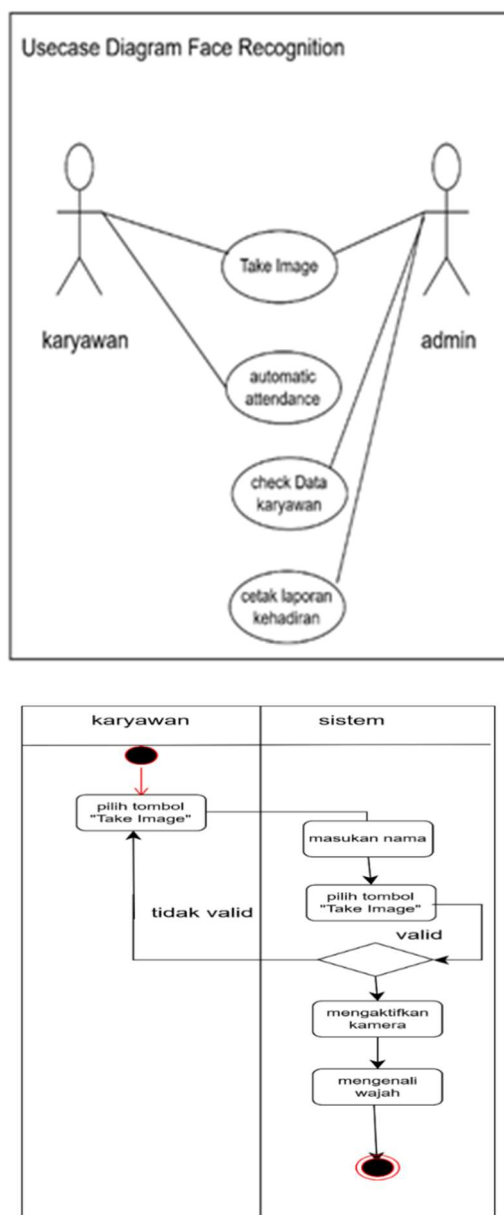 Usecase Diagram Face Recognition
Take Image
karyawan
admin
automatic
attendance
check Data
karyawan
cetak laporan
kehadiran
karyawan
sistem
pilih tombol
"Take Image"
masukan nama
pilih tombol
"Take Image"
tidak valid
valid
mengaktifkan
kamera
mengenali
wajah